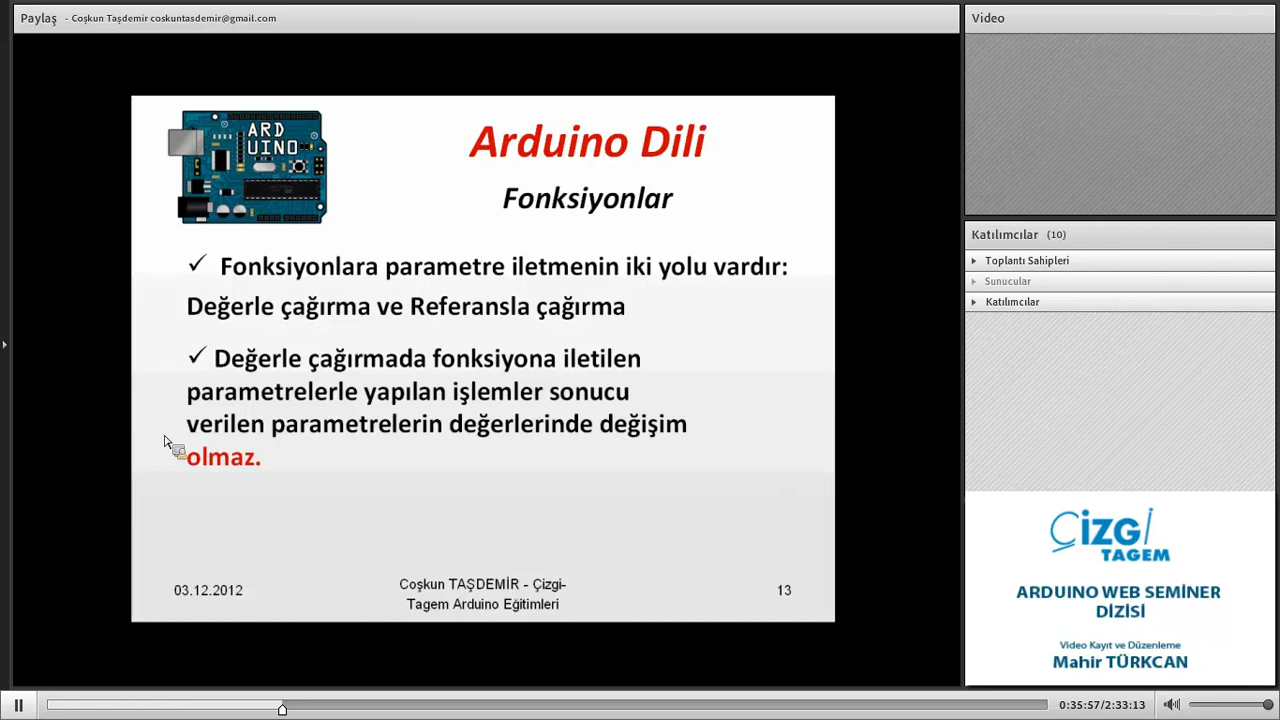 Paylaş - Coşkun Taşdemir coskuntasdemir@gmail.com
Video
ARD
UINO
Arduino Dili
Fonksiyonlar
✓ Fonksiyonlara parametre iletmenin iki yolu vardır:
Değerle çağırma ve Referansla çağırma
✓ Değerle çağırmada fonksiyona iletilen
parametrelerle yapılan işlemler sonucu
verilen parametrelerin değerlerinde değişim
olmaz.
03.12.2012
Coşkun TAŞDEMİR - Çizgi-
Tagem Arduino Eğitimleri
13
Katılımcılar (10)
Toplantı Sahipleri
Sunucular
Katılımcılar
ÇİZGİ
TAGEM
ARDUINO WEB SEMİNER
DİZİSİ
Video Kayıt ve Düzenleme
Mahir TÜRKCAN
0:35:57/2:33:13